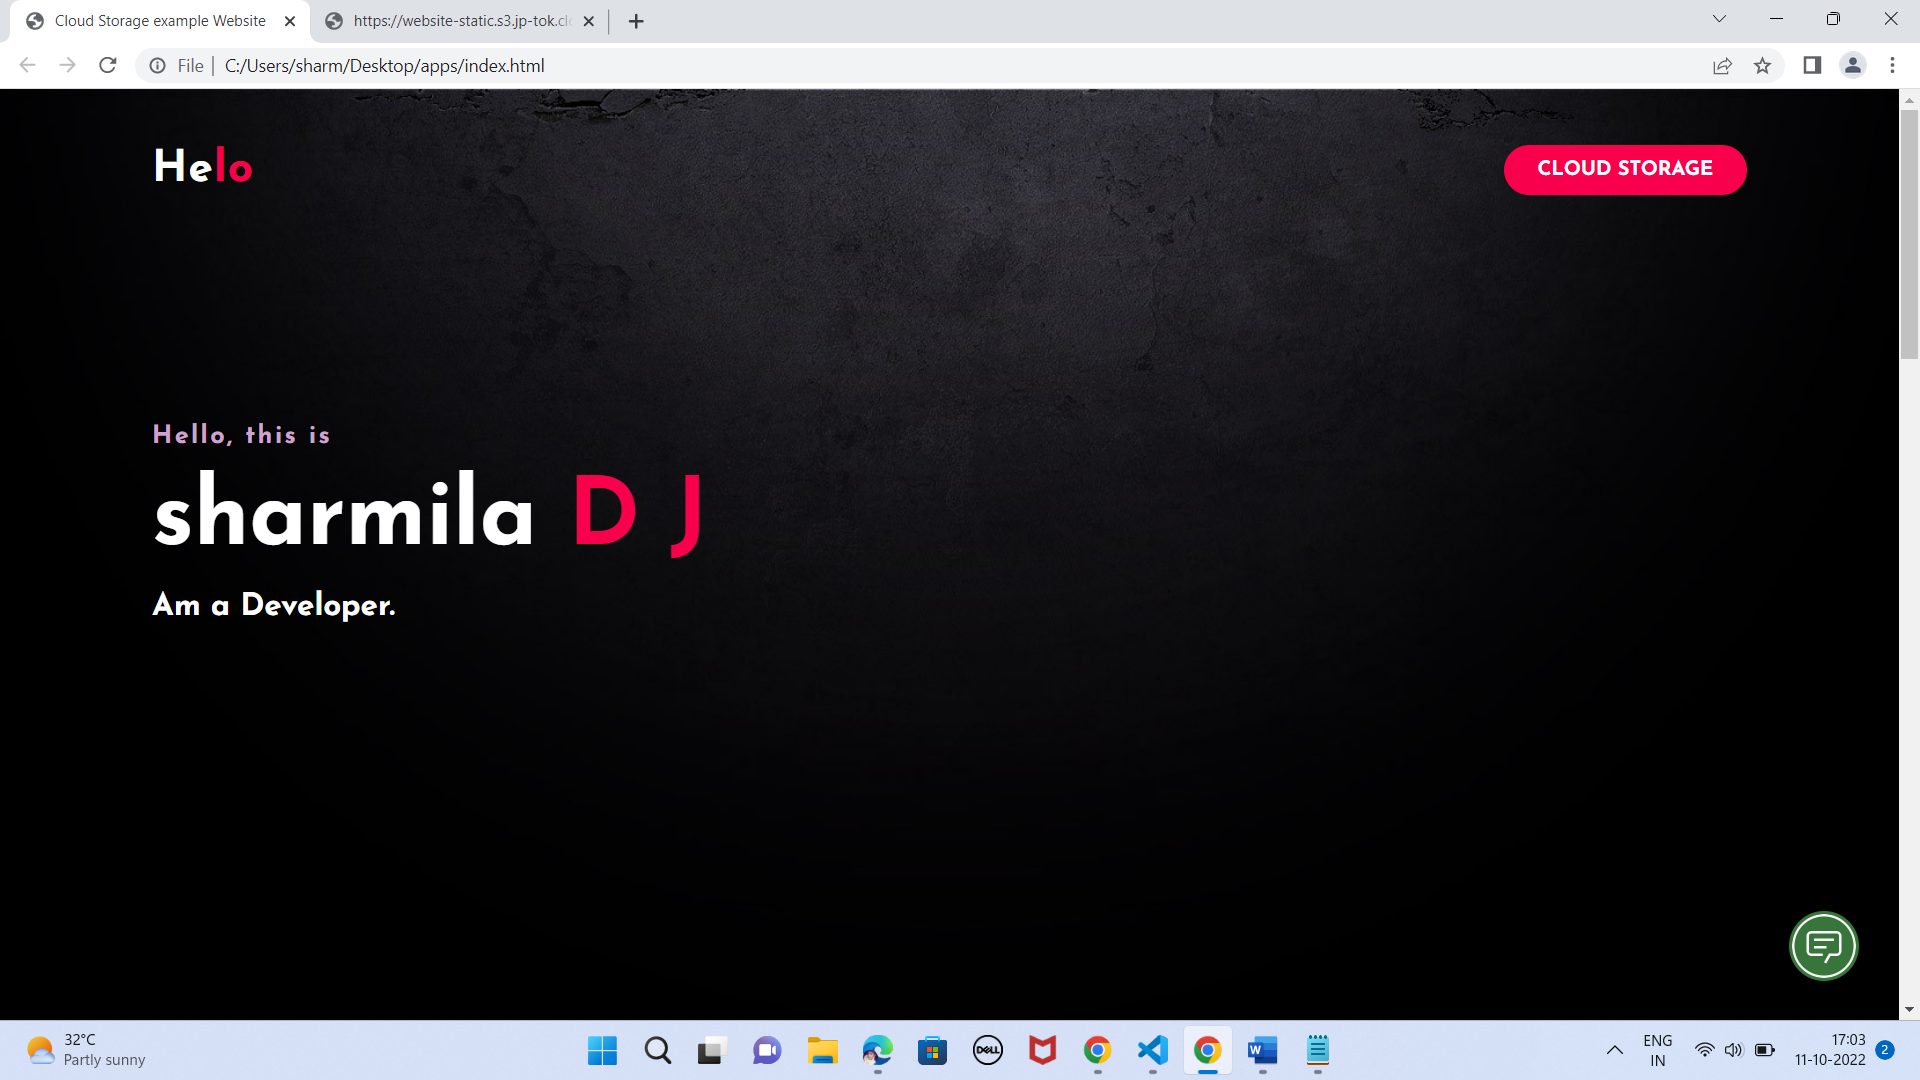 Cloud Storage example Website
https://website-static.s3.jp-tok.cl
File
C:/Users/sharm/Desktop/apps/index.html
Helo
CLOUD STORAGE
Hello, this is
sharmila D J
Am a Developer.
32°C
Partly sunny
DELL
W
ENG
IN
17:03
11-10-2022
2